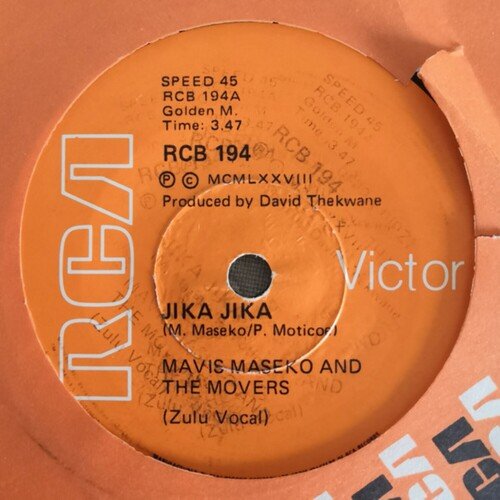 SPEED 45
RCB 194A
Golden M.
Time: 3.47
RCB 194
Ⓟ Ⓒ MCMLXXVIII
Produced by David Thekwane
RCA
Victor
JIKA JIKA
(M. Maseko/P. Moticoe)
MAVIS MASEKO AND
THE MOVERS
(Zulu Vocal)